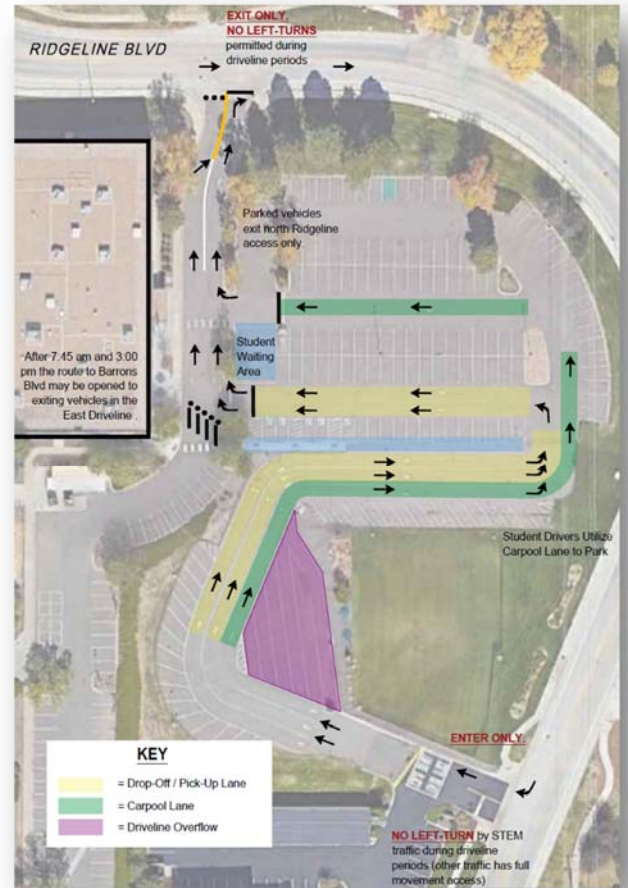 EXIT ONLY.
NO LEFT-TURNS
permitted during
driveline periods
RIDGELINE BLVD
Parked vehicles
exit north Ridgeline
access only.
After 7:45 am and 3:00
pm the route to Barrons
Blvd may be opened to
exiting vehicles in the
East Driveline .
Student
Waiting
Area
Student Drivers Utilize
Carpool Lane to Park
ENTER ONLY.
NO LEFT-TURN by STEM
traffic during driveline
periods (other traffic has full
movement access)
KEY
= Drop-Off / Pick-Up Lane
= Carpool Lane
= Driveline Overflow